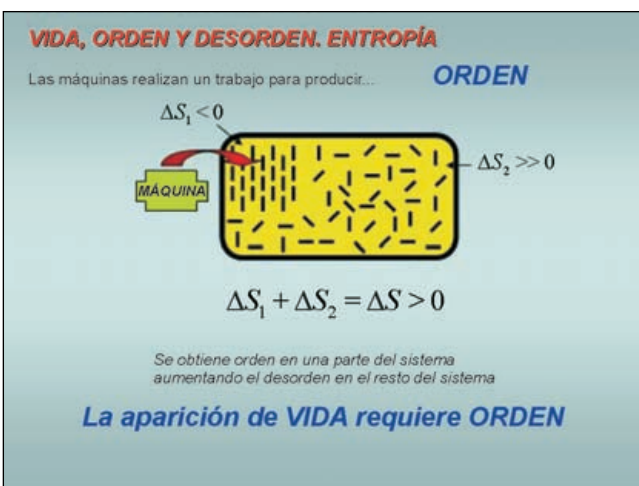 VIDA, ORDEN Y DESORDEN. ENTROPÍA
Las máquinas realizan un trabajo para producir... ORDEN
ΔS₁ < 0
ΔS₂ >> 0
MÁQUINA
ΔS₁ + ΔS₂ = ΔS > 0
Se obtiene orden en una parte del sistema
aumentando el desorden en el resto del sistema
La aparición de VIDA requiere ORDEN